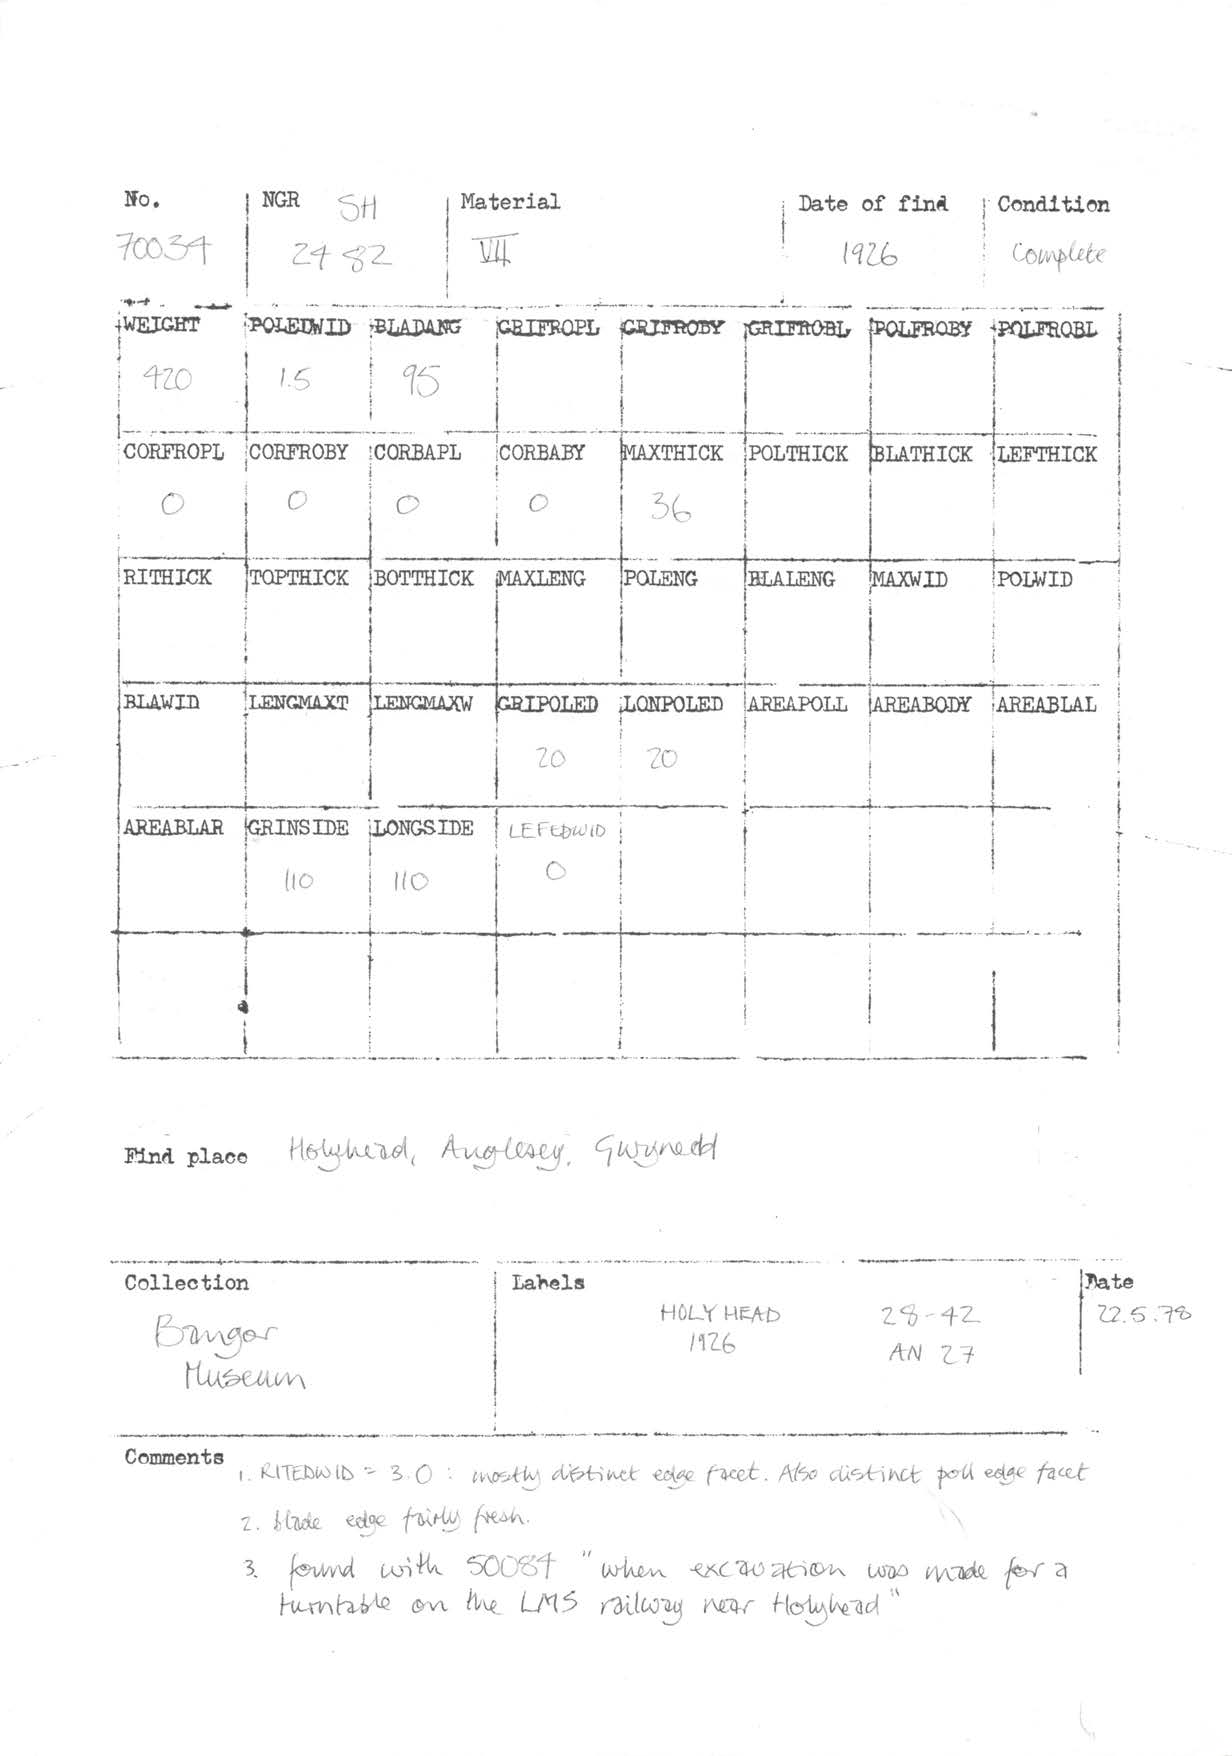 No. NGR SH Material Date of find Condition
70034 24 82 VII 1926 Complete
WEIGHT POLEDWID BLADANG GRIFROPL GRIFROBY GRIFROBL POLFROBY POLFROBL
420 1.5 95
CORFROPL CORFROBY CORBAPL CORBABY MAXTHICK POLTHICK BLATHICK LEFTHICK
0 0 0 0 36
RITHICK TOPTHICK BOTTHICK MAXLENG POLENG BLALENG MAXWID POLWID
BLAWID LENGMAXT LENGMAXW GRIPOLED LONPOLED AREAPOLL AREABODY AREABLAL
20 20
AREABLAR GRINSIDE LONGSIDE LEFEDWID
110 110 0
Find place Holyhead, Anglesey, Gwynedd
Collection Labels Date
Bangor HOLYHEAD 28-42 22.5.78
Museum 1926 AN 27
Comments
1. RITEDWID = 3.0 : mostly distinct edge facet. Also distinct poll edge facet
2. blade edge fairly fresh.
3. found with 50084 "when excavation was made for a
turntable on the LMS railway near Holyhead"